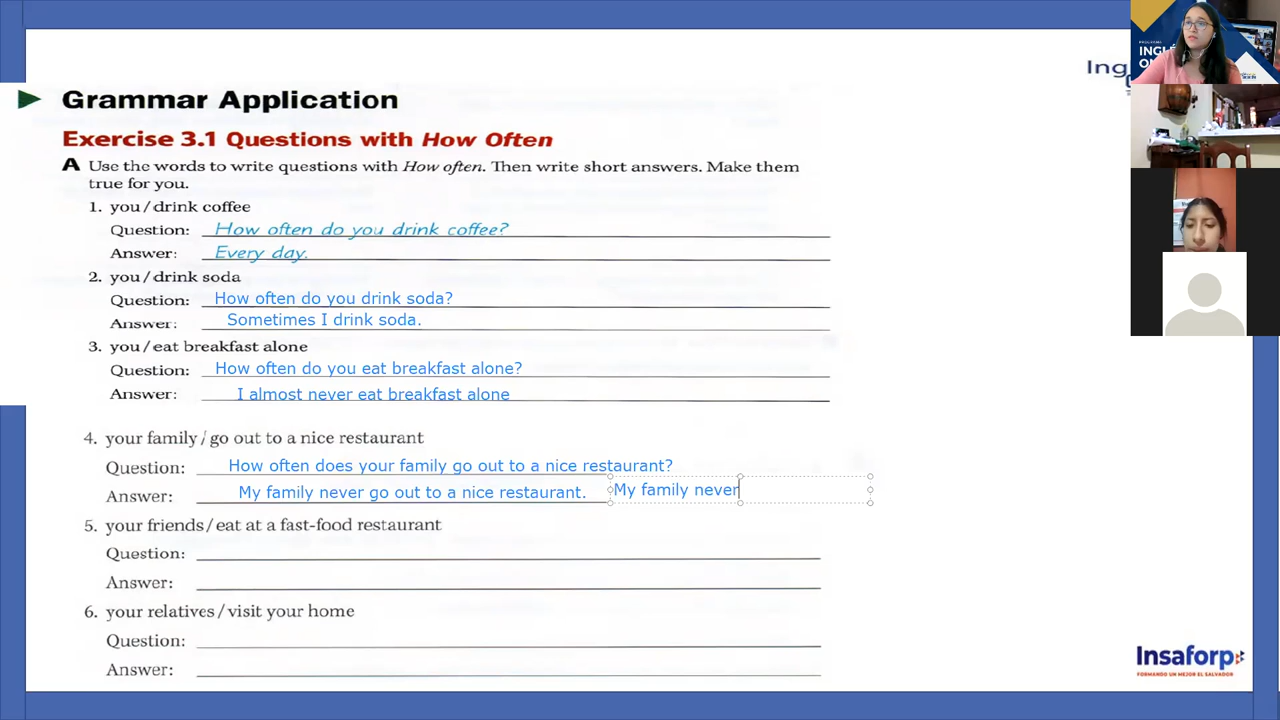 PROGRAMA
INGL
ON
Ing
Grammar Application
Exercise 3.1 Questions with How Often
A Use the words to write questions with How often. Then write short answers. Make them
true for you.
1. you / drink coffee
Question: How often do you drink coffee?
Answer: Every day.
2. you / drink soda
Question: How often do you drink soda?
Answer: Sometimes I drink soda.
3. you / eat breakfast alone
Question: How often do you eat breakfast alone?
Answer: I almost never eat breakfast alone
4. your family / go out to a nice restaurant
Question: How often does your family go out to a nice restaurant?
Answer: My family never go out to a nice restaurant. My family never
5. your friends / eat at a fast-food restaurant
Question:
Answer:
6. your relatives / visit your home
Question:
Answer:
Insaforp
FORMANDO UN MEJOR EL SALVADOR